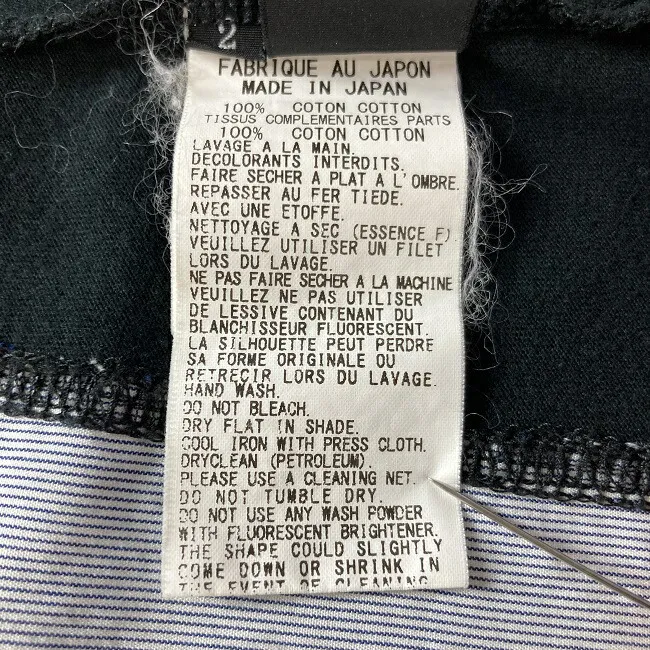 2
FABRIQUE AU JAPON
MADE IN JAPAN
100% COTON COTTON
TISSUS COMPLEMENTAIRES PARTS
100% COTON COTTON
LAVAGE A LA MAIN.
DECOLORANTS INTERDITS.
FAIRE SECHER A PLAT A L'OMBRE.
REPASSER AU FER TIEDE.
AVEC UNE ETOFFE.
NETTOYAGE A SEC (ESSENCE F)
VEUILLEZ UTILISER UN FILET
LORS DU LAVAGE.
NE PAS FAIRE SECHER A LA MACHINE
VEUILLEZ NE PAS UTILISER
DE LESSIVE CONTENANT DU
BLANCHISSEUR FLUORESCENT.
LA SILHOUETTE PEUT PERDRE
SA FORME ORIGINALE OU
RETRECIR LORS DU LAVAGE.
HAND WASH.
DO NOT BLEACH.
DRY FLAT IN SHADE.
COOL IRON WITH PRESS CLOTH.
DRYCLEAN (PETROLEUM).
PLEASE USE A CLEANING NET.
DO NOT TUMBLE DRY.
DO NOT USE ANY WASH POWDER
WITH FLUORESCENT BRIGHTENER.
THE SHAPE COULD SLIGHTLY
COME DOWN OR SHRINK IN
THE EVENT OF CLEANING